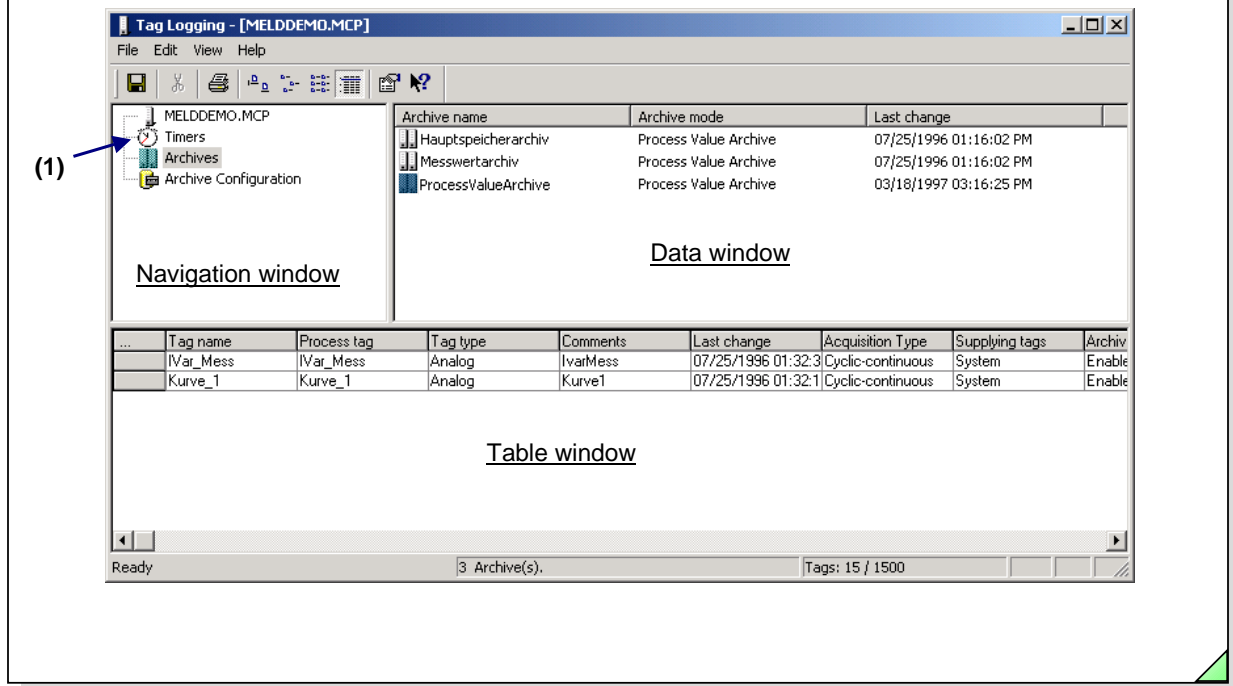 Tag Logging - [MELDDEMO.MCP]
File Edit View Help
MELDDEMO.MCP
Timers
Archives
Archive Configuration
(1)
Navigation window
Archive name Archive mode Last change
Hauptspeicherarchiv Process Value Archive 07/25/1996 01:16:02 PM
Messwertarchiv Process Value Archive 07/25/1996 01:16:02 PM
ProcessValueArchive Process Value Archive 03/18/1997 03:16:25 PM
Data window
... Tag name Process tag Tag type Comments Last change Acquisition Type Supplying tags Archiv
IVar_Mess IVar_Mess Analog IvarMess 07/25/1996 01:32:3 Cyclic-continuous System Enable
Kurve_1 Kurve_1 Analog Kurve1 07/25/1996 01:32:1 Cyclic-continuous System Enable
Table window
Ready 3 Archive(s). Tags: 15 / 1500